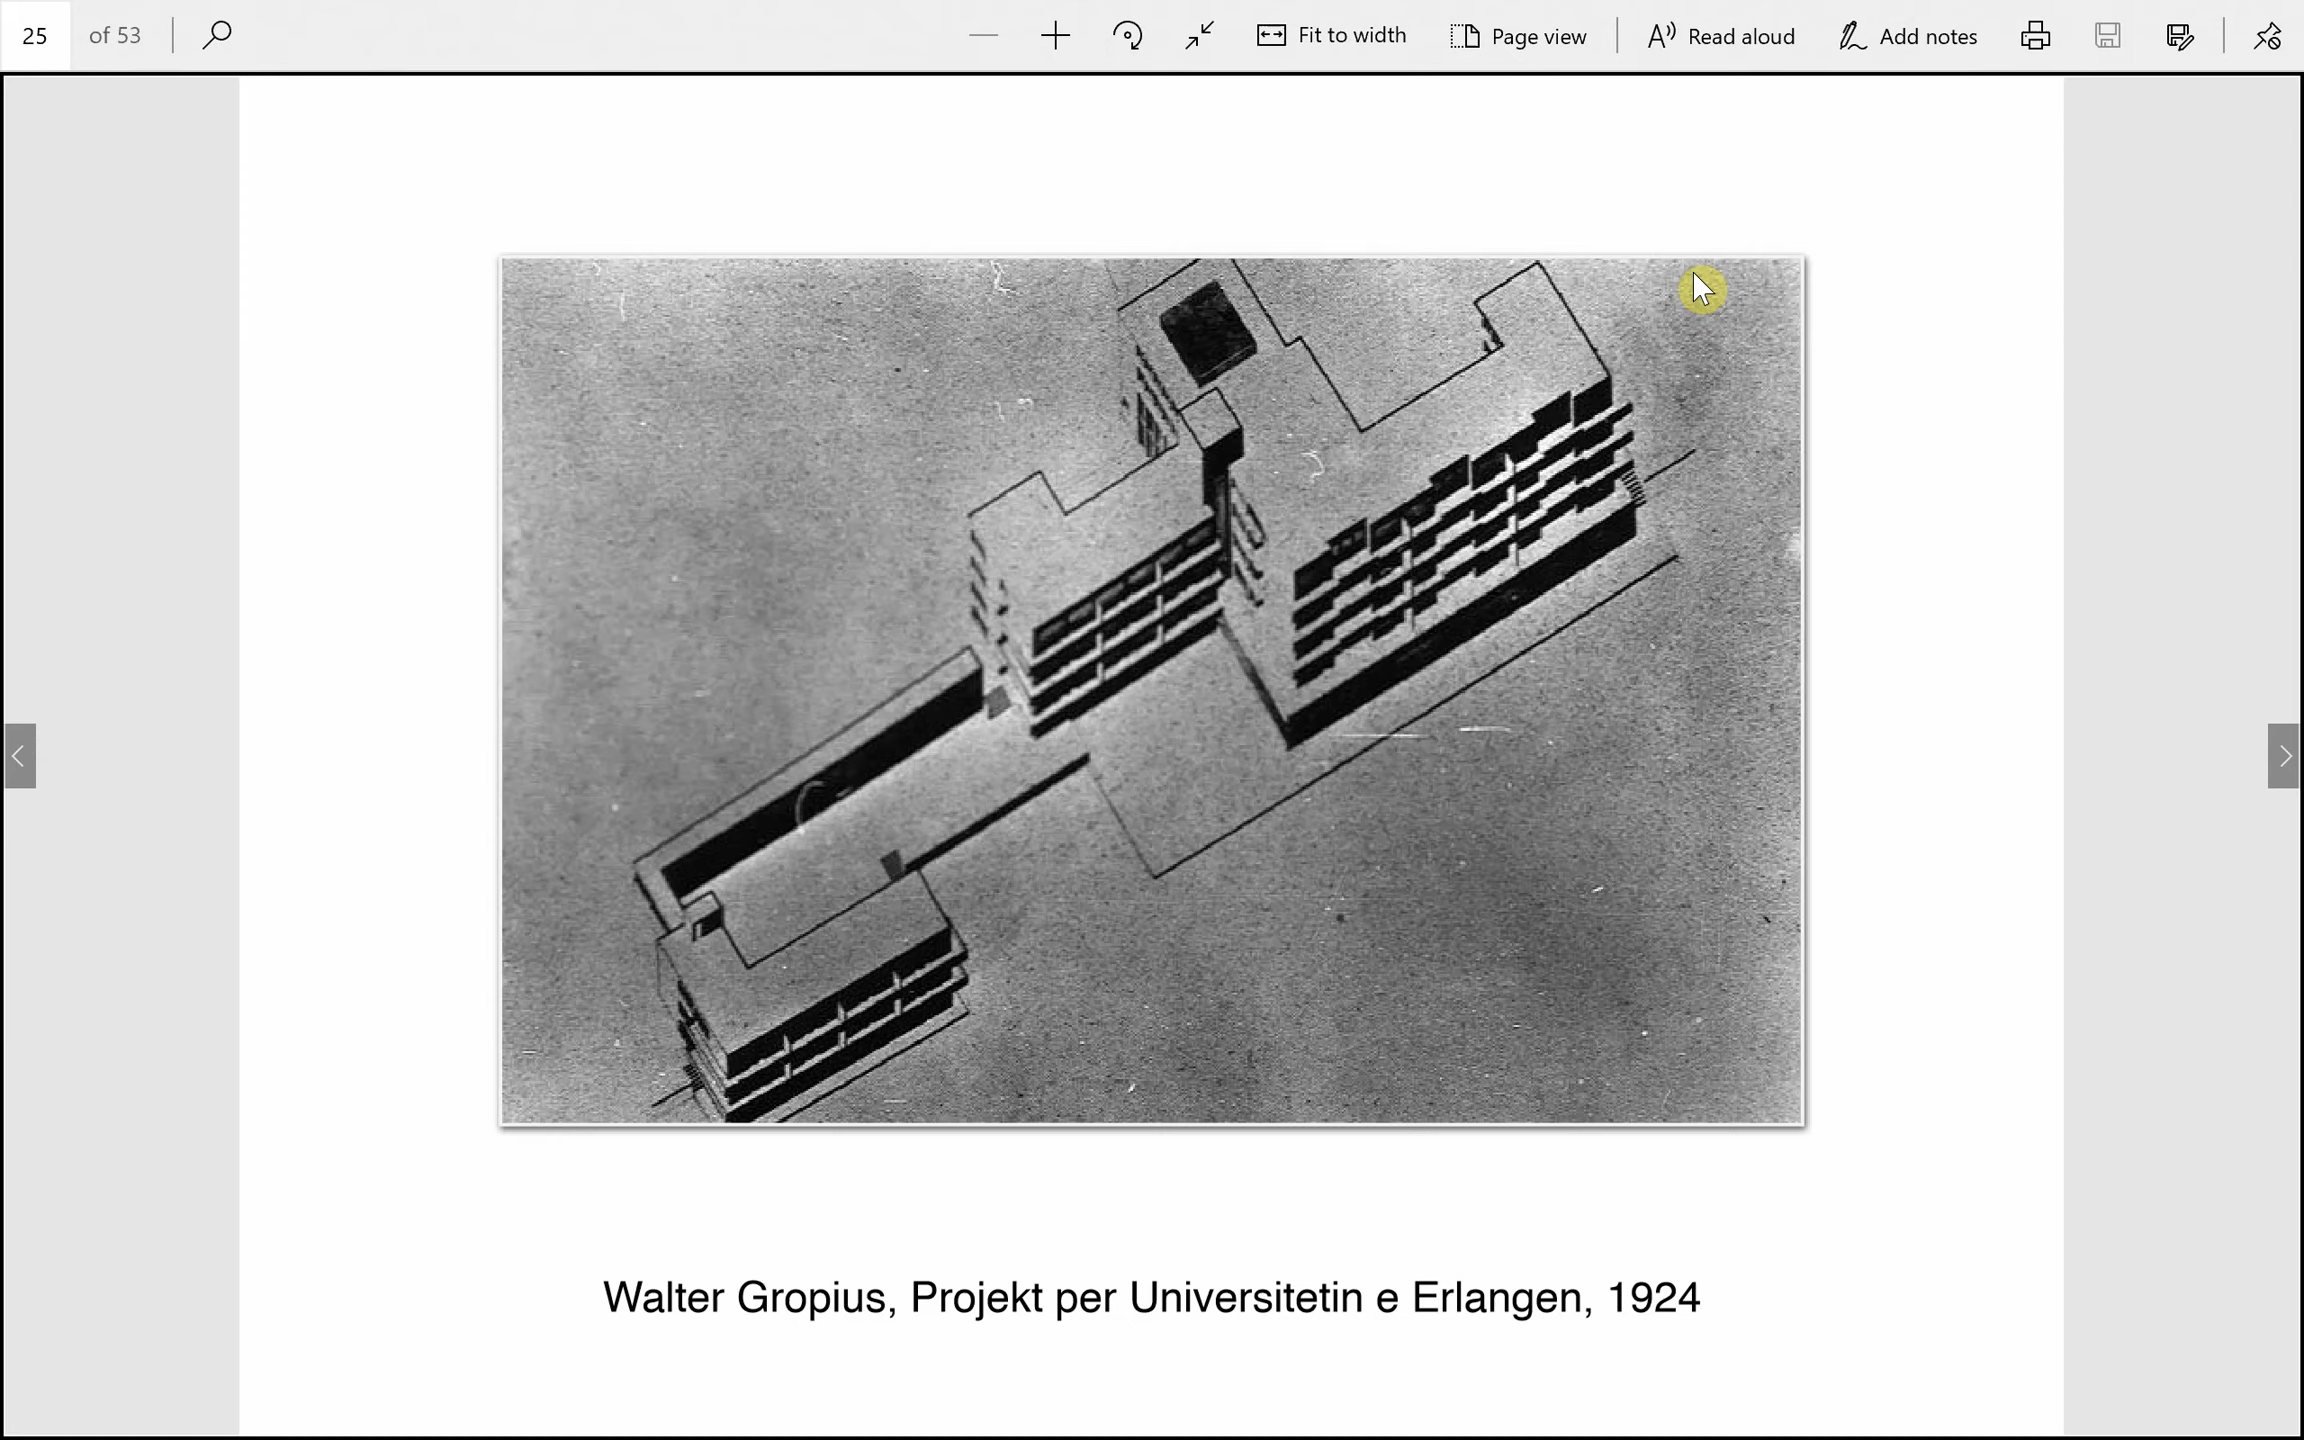 25 of 53
Fit to width
Page view
Read aloud
Add notes
Walter Gropius, Projekt per Universitetin e Erlangen, 1924